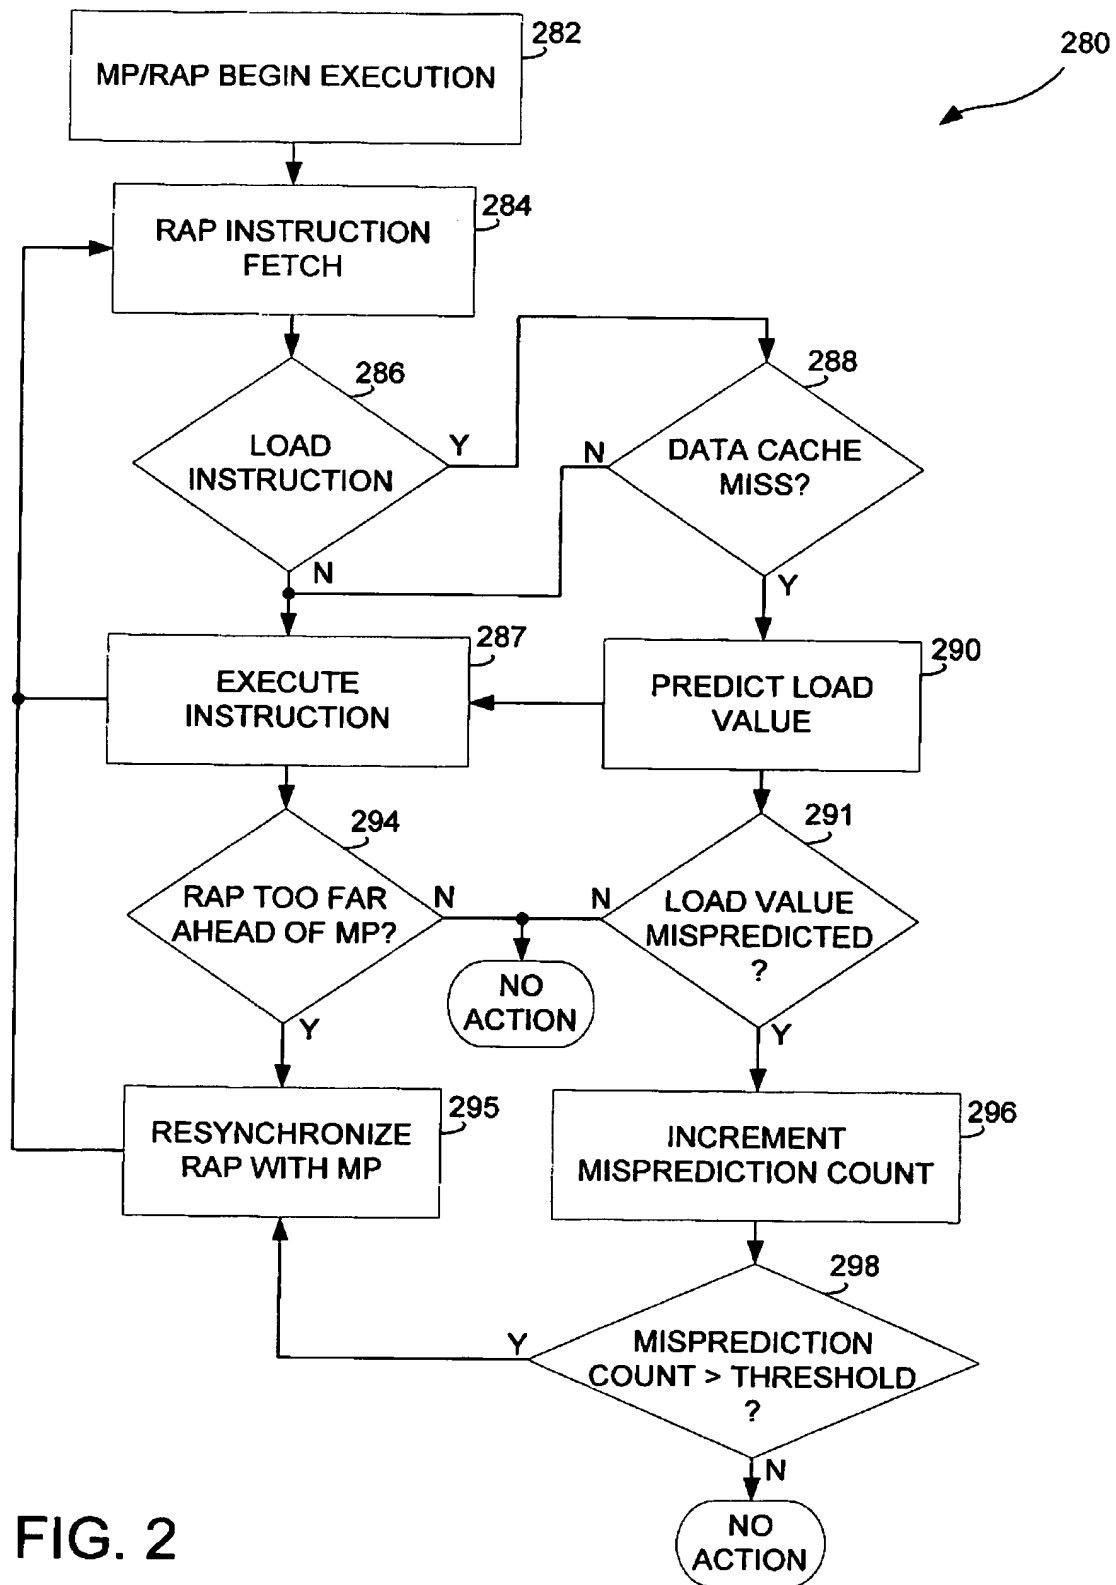 282
280
MP/RAP BEGIN EXECUTION
284
RAP INSTRUCTION
FETCH
286
288
LOAD
INSTRUCTION
Y
N
DATA CACHE
MISS?
N
Y
287
290
EXECUTE
INSTRUCTION
PREDICT LOAD
VALUE
294
291
RAP TOO FAR
AHEAD OF MP?
N
N
LOAD VALUE
MISPREDICTED
?
NO
ACTION
Y
Y
295
296
RESYNCHRONIZE
RAP WITH MP
INCREMENT
MISPREDICTION COUNT
298
Y
MISPREDICTION
COUNT > THRESHOLD
?
N
NO
ACTION
FIG. 2